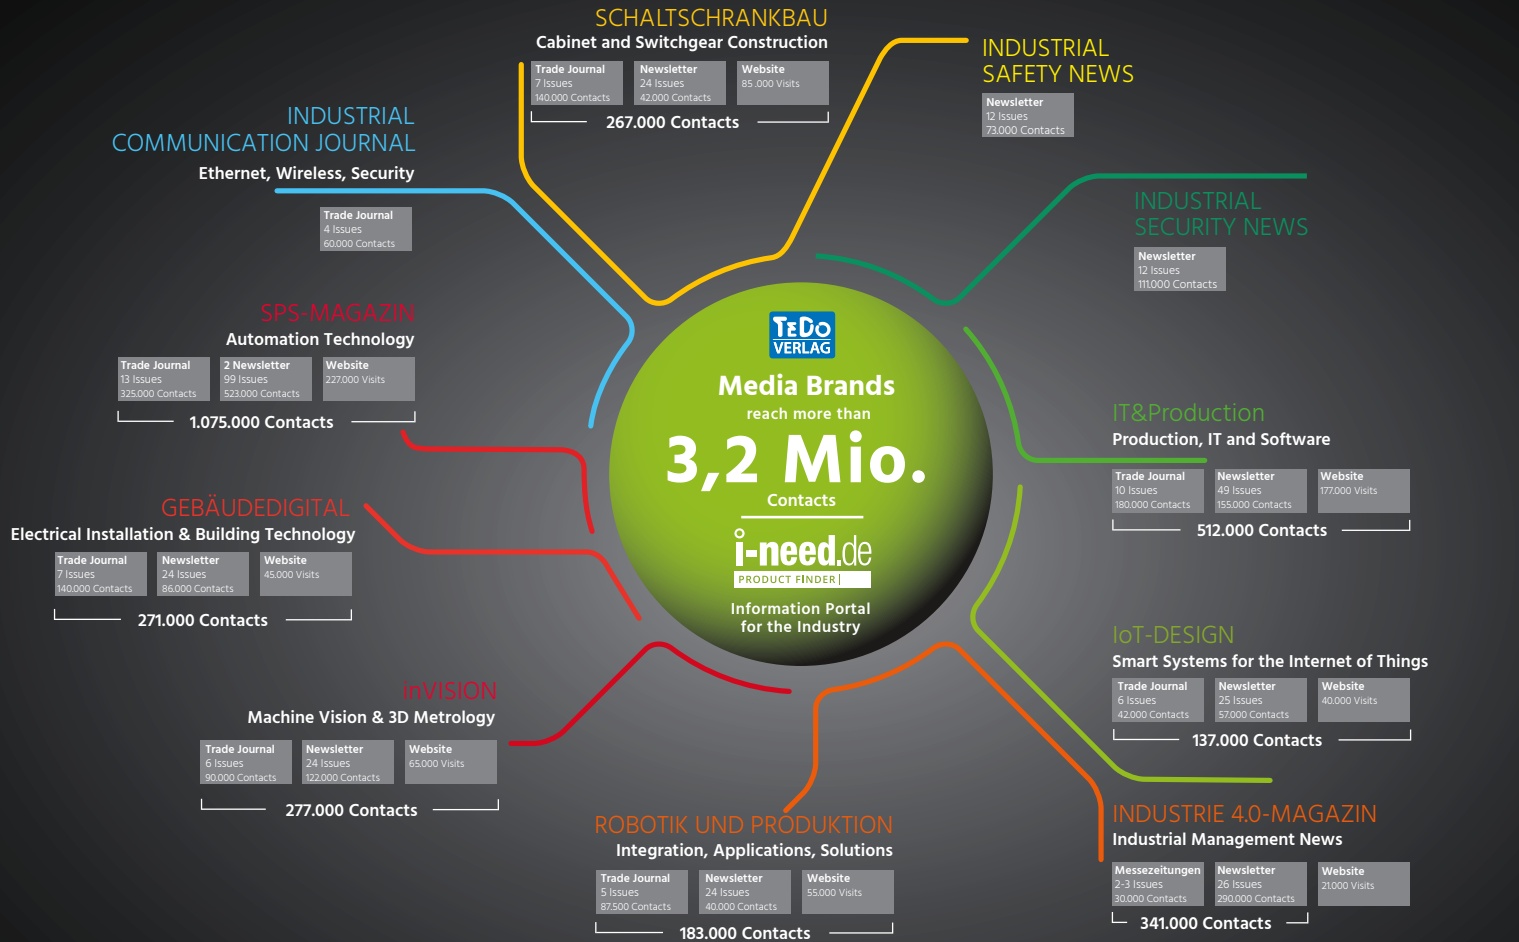 SCHALTSCHRANKBAU
Cabinet and Switchgear Construction
Trade Journal
7 Issues
140.000 Contacts
Newsletter
24 Issues
42.000 Contacts
Website
85.000 Visits
267.000 Contacts
INDUSTRIAL
SAFETY NEWS
Newsletter
12 Issues
73.000 Contacts
INDUSTRIAL
COMMUNICATION JOURNAL
Ethernet, Wireless, Security
Trade Journal
4 Issues
60.000 Contacts
INDUSTRIAL
SECURITY NEWS
Newsletter
12 Issues
111.000 Contacts
SPS-MAGAZIN
Automation Technology
Trade Journal
13 Issues
325.000 Contacts
2 Newsletter
99 Issues
523.000 Contacts
Website
227.000 Visits
1.075.000 Contacts
TeDo
VERLAG
Media Brands
reach more than
3,2 Mio.
Contacts
i-need.de
PRODUCT FINDER
Information Portal
for the Industry
IT&Production
Production, IT and Software
Trade Journal
10 Issues
180.000 Contacts
Newsletter
49 Issues
155.000 Contacts
Website
177.000 Visits
512.000 Contacts
GEBÄUDEDIGITAL
Electrical Installation & Building Technology
Trade Journal
7 Issues
140.000 Contacts
Newsletter
24 Issues
86.000 Contacts
Website
45.000 Visits
271.000 Contacts
IoT-DESIGN
Smart Systems for the Internet of Things
Trade Journal
6 Issues
42.000 Contacts
Newsletter
25 Issues
57.000 Contacts
Website
40.000 Visits
137.000 Contacts
inVISION
Machine Vision & 3D Metrology
Trade Journal
6 Issues
90.000 Contacts
Newsletter
24 Issues
122.000 Contacts
Website
65.000 Visits
277.000 Contacts
ROBOTIK UND PRODUKTION
Integration, Applications, Solutions
Trade Journal
5 Issues
87.500 Contacts
Newsletter
24 Issues
40.000 Contacts
Website
55.000 Visits
183.000 Contacts
INDUSTRIE 4.0-MAGAZIN
Industrial Management News
Messezeitungen
2-3 Issues
30.000 Contacts
Newsletter
26 Issues
290.000 Contacts
Website
21.000 Visits
341.000 Contacts